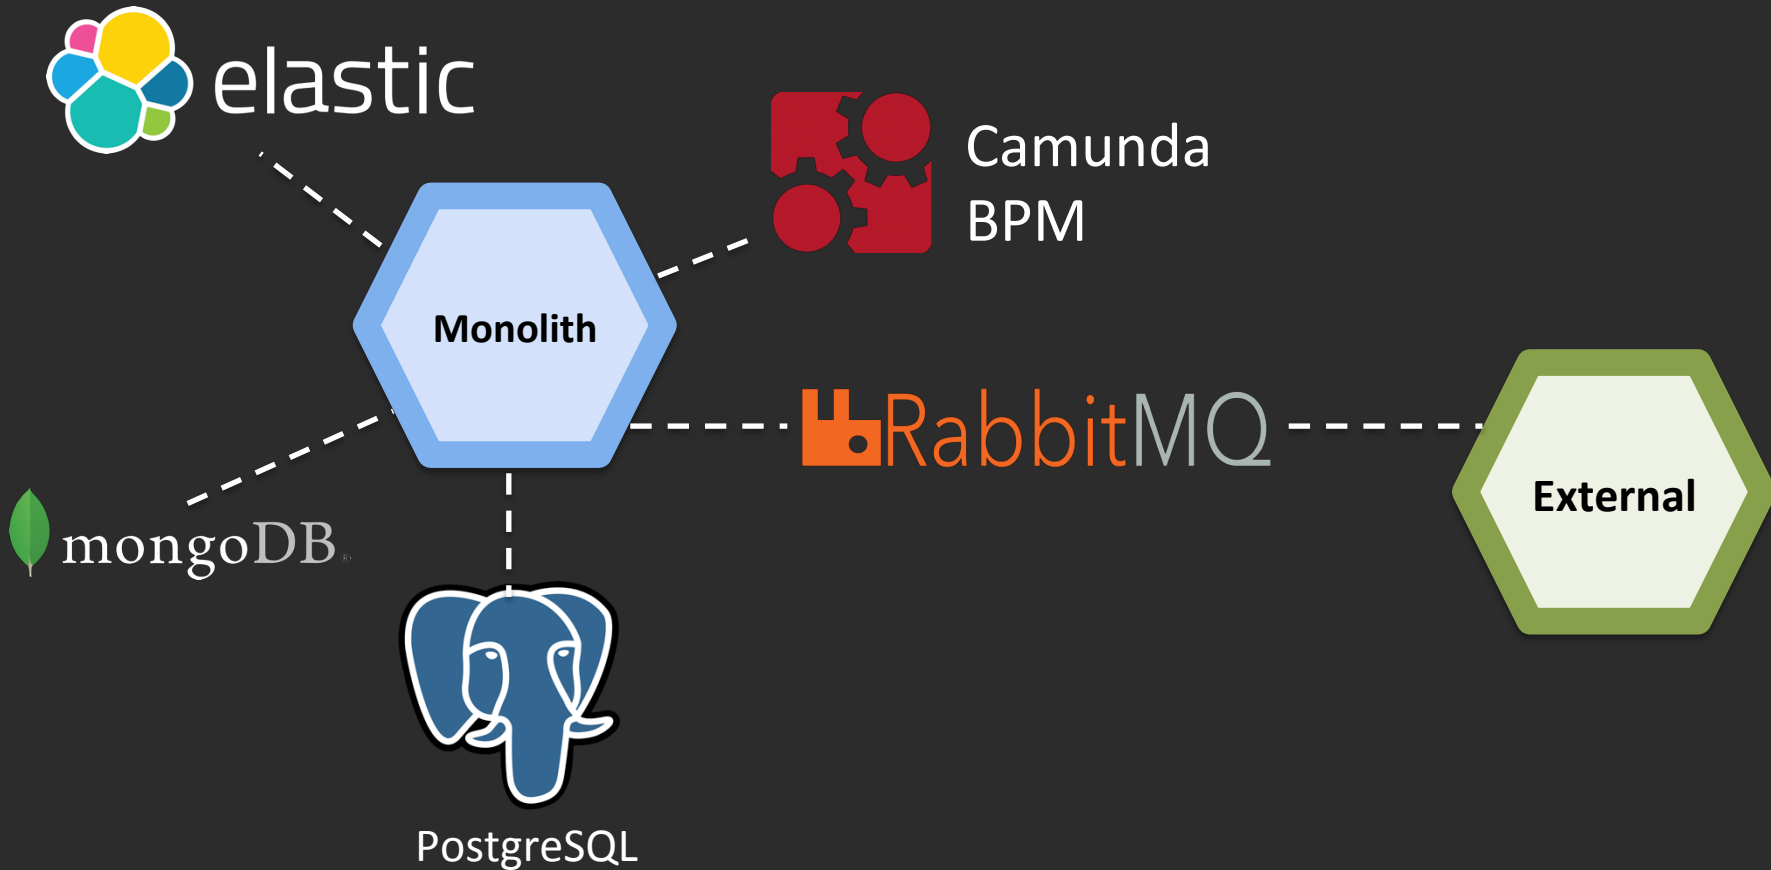 elastic
Camunda
BPM
Monolith
RabbitMQ
External
mongoDB®
PostgreSQL